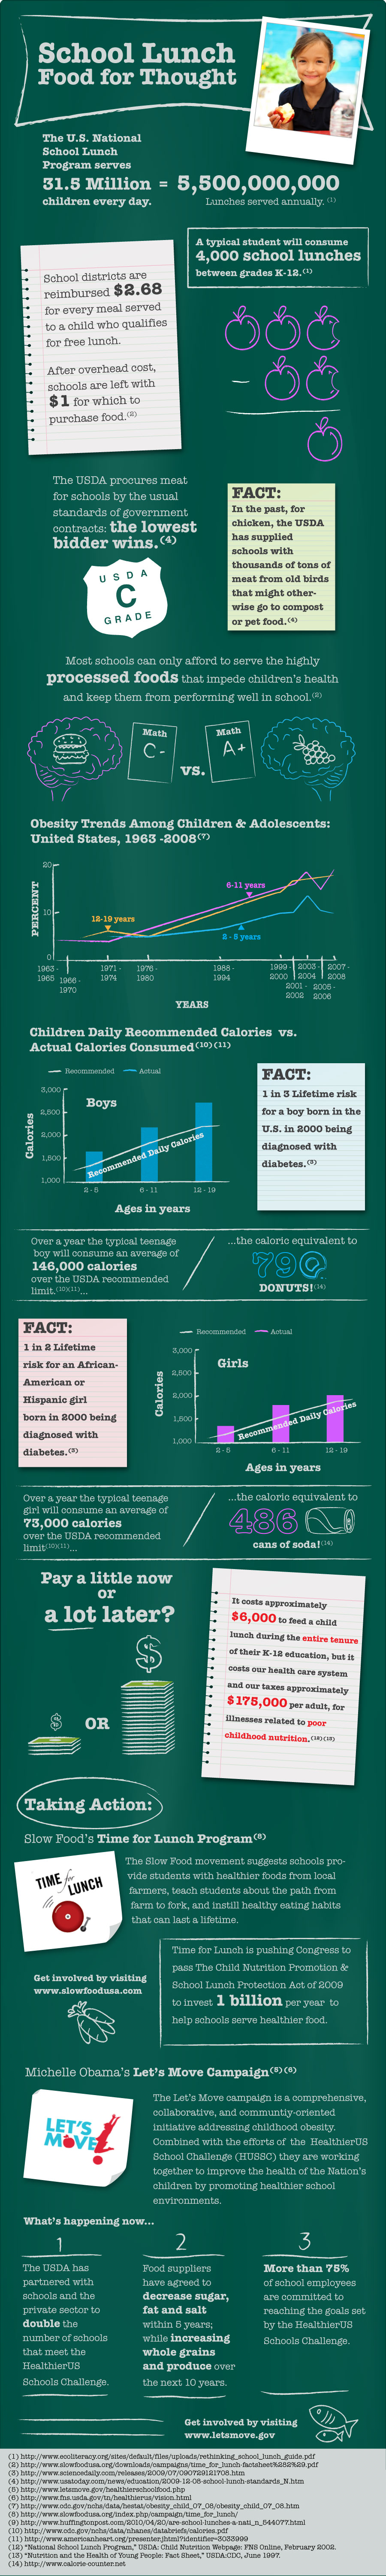 School Lunch
Food for Thought
The U.S. National
School Lunch
Program serves
31.5 Million = 5,500,000,000
children every day.
Lunches served annually. (1)
A typical student will consume
4,000 school lunches
between grades K-12.(1)
School districts are
reimbursed $2.68
for every meal served
to a child who qualifies
for free lunch.
After overhead cost,
schools are left with
$1 for which to
purchase food.(2)
The USDA procures meat
for schools by the usual
standards of government
contracts: the lowest
bidder wins.(4)
USDA
C
GRADE
FACT:
In the past, for
chicken, the USDA
has supplied
schools with
thousands of tons of
meat from old birds
that might other-
wise go to compost
or pet food.(4)
Most schools can only afford to serve the highly
processed foods that impede children's health
and keep them from performing well in school.(2)
Math
C-
vs.
Math
A+
Obesity Trends Among Children & Adolescents:
United States, 1963 -2008(7)
PERCENT
20
10
0
6-11 years
12-19 years
2 - 5 years
1963 -
1965
1966 -
1970
1971 -
1974
1976 -
1980
1988 -
1994
1999 -
2000
2001 -
2002
2003 -
2004
2005 -
2006
2007 -
2008
YEARS
Children Daily Recommended Calories vs.
Actual Calories Consumed(10)(11)
Recommended
Actual
Boys
Calories
3,000
2,500
2,000
1,500
1,000
Recommended Daily Calories
2 - 5
6 - 11
12 - 19
Ages in years
FACT:
1 in 3 Lifetime risk
for a boy born in the
U.S. in 2000 being
diagnosed with
diabetes.(3)
Over a year the typical teenage
boy will consume an average of
146,000 calories
over the USDA recommended
limit.(10)(11)...
...the caloric equivalent to
790
DONUTS!(14)
FACT:
1 in 2 Lifetime
risk for an African-
American or
Hispanic girl
born in 2000 being
diagnosed with
diabetes.(3)
Recommended
Actual
Girls
Calories
3,000
2,500
2,000
1,500
1,000
Recommended Daily Calories
2 - 5
6 - 11
12 - 19
Ages in years
Over a year the typical teenage
girl will consume an average of
73,000 calories
over the USDA recommended
limit(10)(11)...
...the caloric equivalent to
486
cans of soda!(14)
Pay a little now
or
a lot later?
$
OR
$
It costs approximately
$6,000 to feed a child
lunch during the entire tenure
of their K-12 education, but it
costs our health care system
and our taxes approximately
$175,000 per adult, for
illnesses related to poor
childhood nutrition.(12)(13)
Taking Action:
Slow Food's Time for Lunch Program(8)
TIME for
LUNCH
The Slow Food movement suggests schools pro-
vide students with healthier foods from local
farmers, teach students about the path from
farm to fork, and instill healthy eating habits
that can last a lifetime.
Get involved by visiting
www.slowfoodusa.com
Time for Lunch is pushing Congress to
pass The Child Nutrition Promotion &
School Lunch Protection Act of 2009
to invest 1 billion per year to
help schools serve healthier food.
Michelle Obama's Let's Move Campaign(5)(6)
LET'S
MOVE!
The Let's Move campaign is a comprehensive,
collaborative, and communtiy-oriented
initiative addressing childhood obesity.
Combined with the efforts of the HealthierUS
School Challenge (HUSSC) they are working
together to improve the health of the Nation's
children by promoting healthier school
environments.
What's happening now...
1
The USDA has
partnered with
schools and the
private sector to
double the
number of schools
that meet the
HealthierUS
Schools Challenge.
2
Food suppliers
have agreed to
decrease sugar,
fat and salt
within 5 years;
while increasing
whole grains
and produce over
the next 10 years.
3
More than 75%
of school employees
are committed to
reaching the goals set
by the HealthierUS
Schools Challenge.
Get involved by visiting
www.letsmove.gov
(1) http://www.ecoliteracy.org/sites/default/files/uploads/rethinking_school_lunch_guide.pdf
(2) http://www.slowfoodusa.org/downloads/campaigns/time_for_lunch-factsheet%282%29.pdf
(3) http://www.sciencedaily.com/releases/2009/07/090729121708.htm
(4) http://www.usatoday.com/news/education/2009-12-08-school-lunch-standards_N.htm
(5) http://www.letsmove.gov/healthierschoolfood.php
(6) http://www.fns.usda.gov/tn/healthierus/vision.html
(7) http://www.cdc.gov/nchs/data/hestat/obesity_child_07_08/obesity_child_07_08.htm
(8) http://www.slowfoodusa.org/index.php/campaign/time_for_lunch/
(9) http://www.huffingtonpost.com/2010/04/20/are-school-lunches-a-nati_n_544077.html
(10) http://www.cdc.gov/nchs/data/nhanes/databriefs/calories.pdf
(11) http://www.americanheart.org/presenter.jhtml?identifier=3033999
(12) "National School Lunch Program," USDA: Child Nutrition Webpage: FNS Online, February 2002.
(13) "Nutrition and the Health of Young People: Fact Sheet," USDA:CDC, June 1997.
(14) http://www.calorie-counter.net